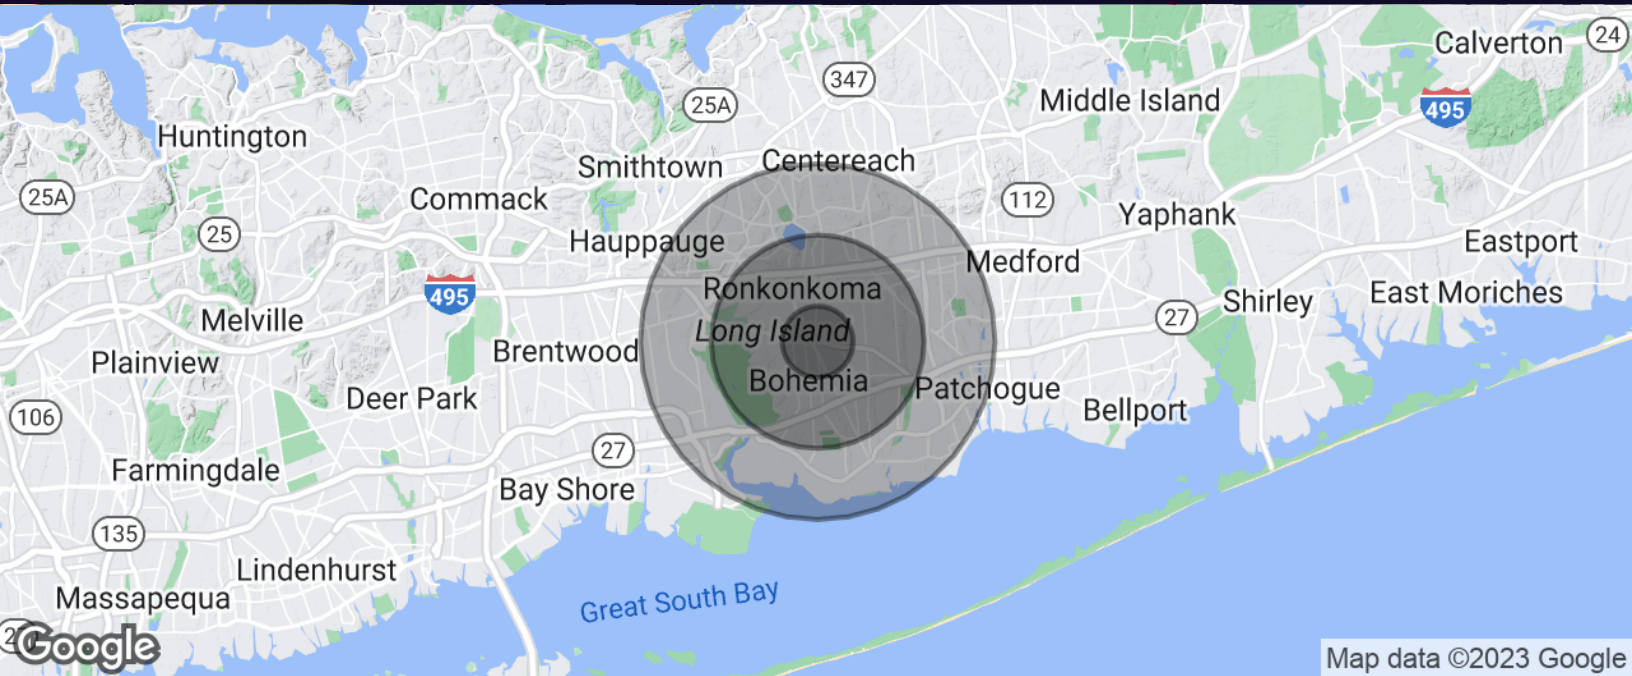 Calverton
24
347
25A
495
Middle Island
Huntington
Smithtown
Centereach
25A
Commack
112
Yaphank
25
Hauppauge
Medford
Eastport
495
Ronkonkoma
East Moriches
Shirley
Melville
Long Island
27
Plainview
Brentwood
Bohemia
Patchogue
Deer Park
Bellport
106
27
Farmingdale
Bay Shore
135
Lindenhurst
Massapequa
Great South Bay
Google
Map data ©2023 Google